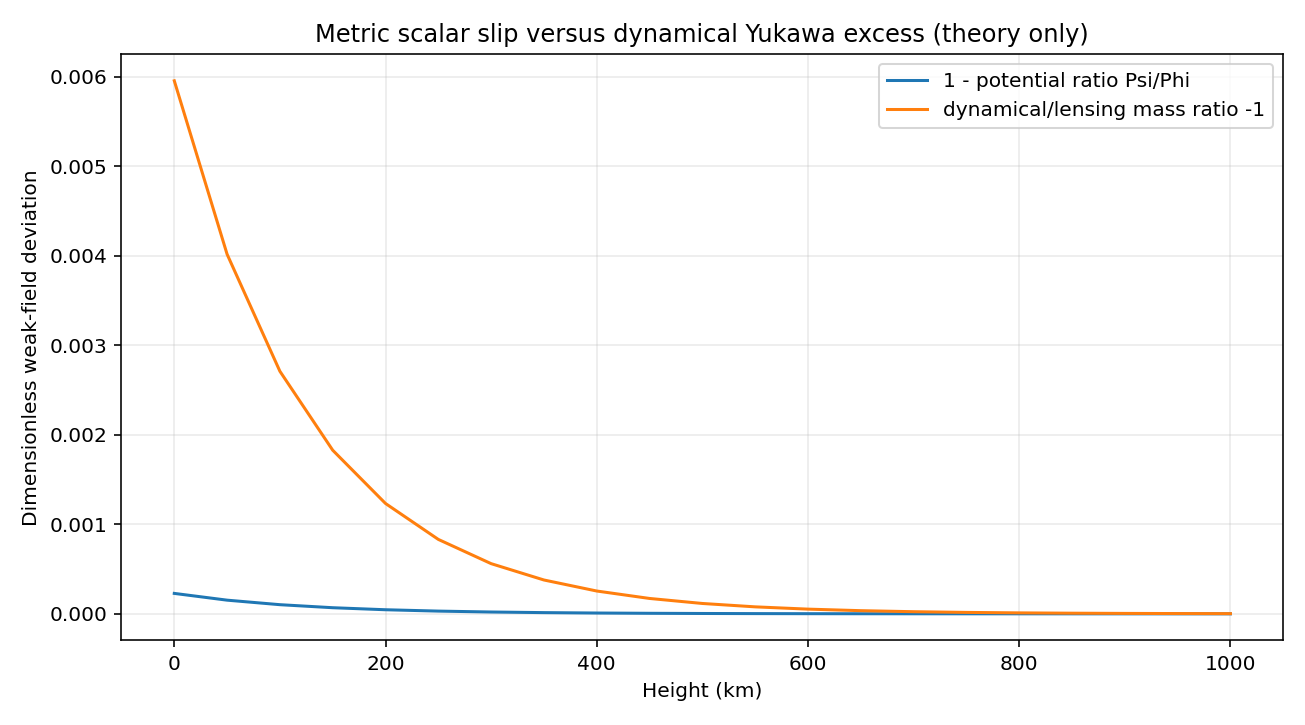 Metric scalar slip versus dynamical Yukawa excess (theory only)
1 - potential ratio Psi/Phi
dynamical/lensing mass ratio -1
Dimensionless weak-field deviation
0.006
0.005
0.004
0.003
0.002
0.001
0.000
0
200
400
600
800
1000
Height (km)